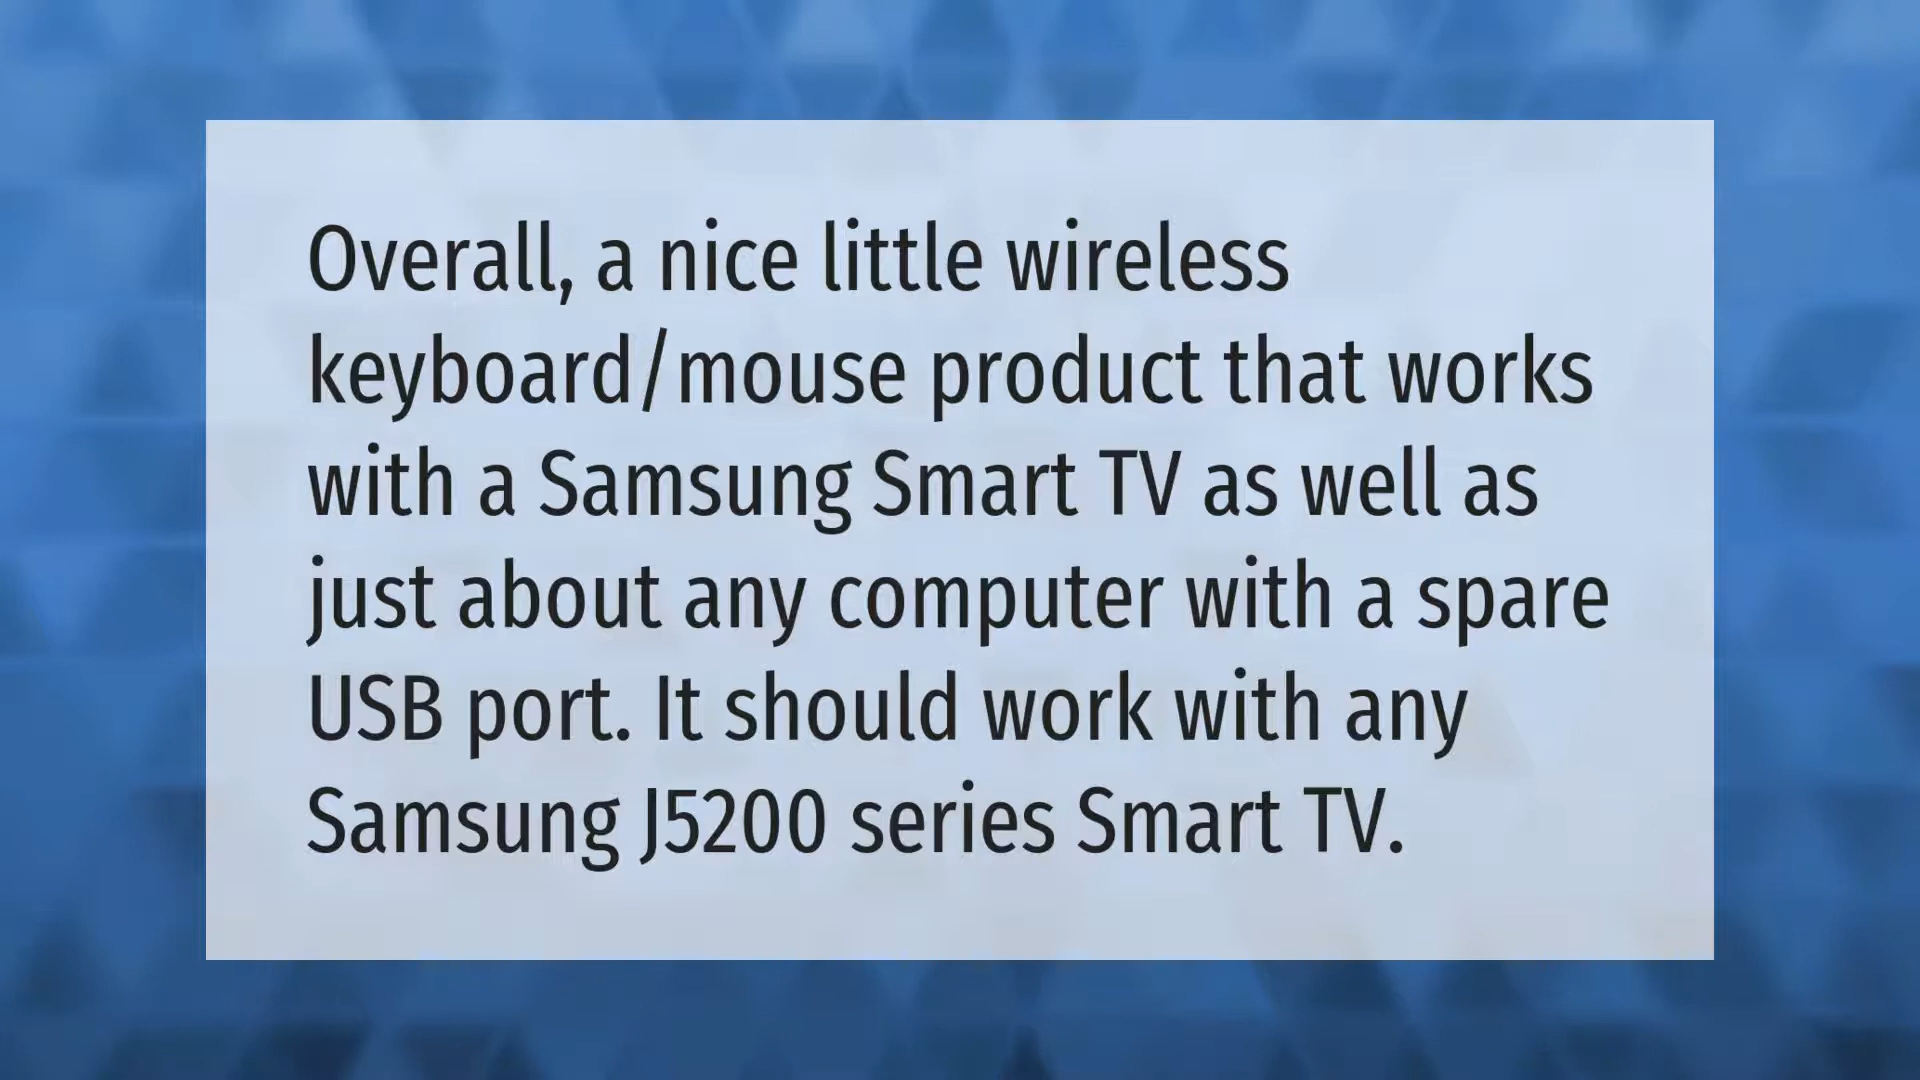 Overall, a nice little wireless
keyboard/mouse product that works
with a Samsung Smart TV as well as
just about any computer with a spare
USB port. It should work with any
Samsung J5200 series Smart TV.